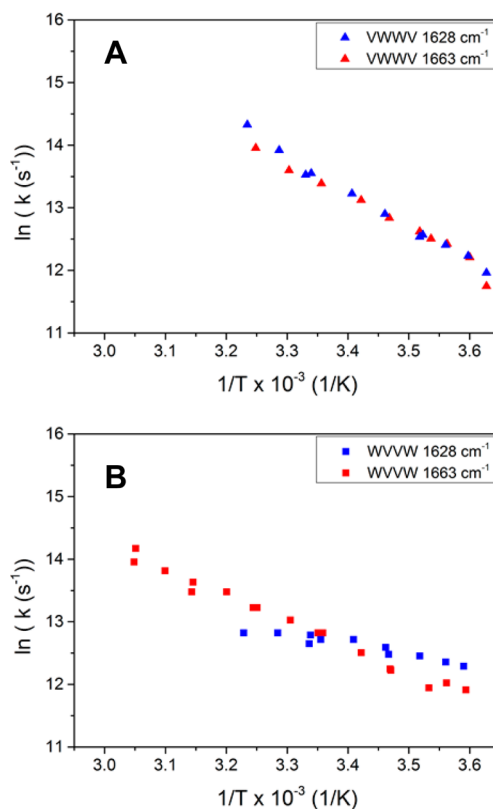 16
A
VWWV 1628 cm⁻¹
VWWV 1663 cm⁻¹
15
14
13
12
11
ln ( k (s⁻¹))
3.0 3.1 3.2 3.3 3.4 3.5 3.6
1/T x 10⁻³ (1/K)
16
B
WVVW 1628 cm⁻¹
WVVW 1663 cm⁻¹
15
14
13
12
11
ln ( k (s⁻¹))
3.0 3.1 3.2 3.3 3.4 3.5 3.6
1/T x 10⁻³ (1/K)